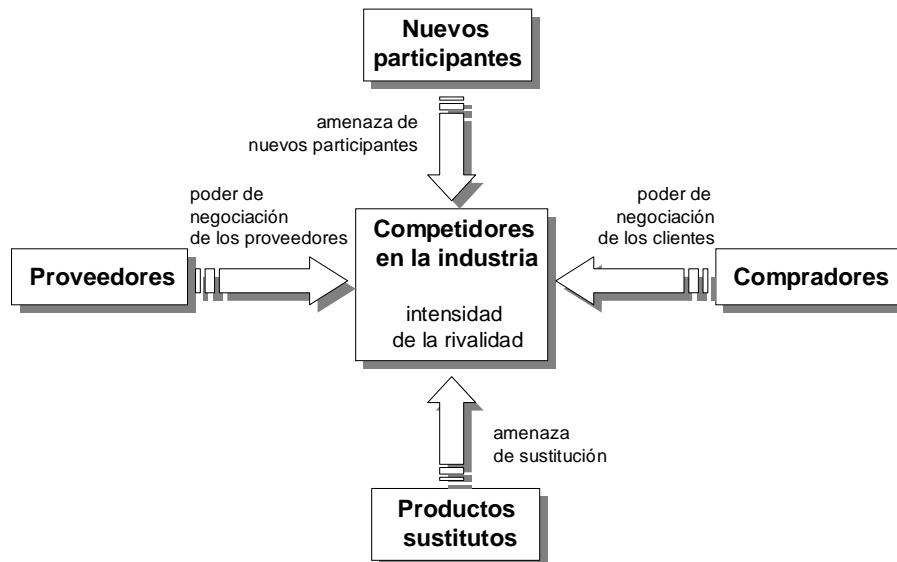 Nuevos
participantes
amenaza de
nuevos participantes
poder de
negociación
de los proveedores
Proveedores
Competidores
en la industria
intensidad
de la rivalidad
poder de
negociación
de los clientes
Compradores
amenaza
de sustitución
Productos
sustitutos